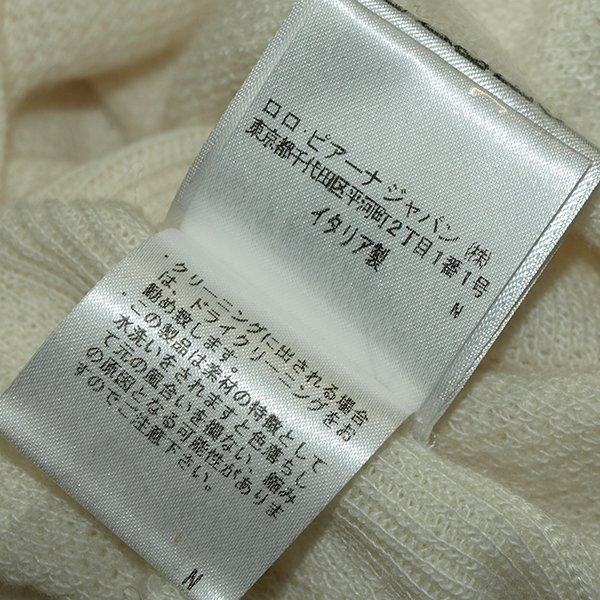 ロロ・ピアーナジャパン(株)
東京都千代田区平河町2丁目1番1号
イタリア製
N
・クリーニングに出される場合
は、ドライクリーニングをお
勧め致します。
・この製品は素材の特徴として
水洗いをされますと色落ちし
て元の風合いを損ない、縮み
の原因となる可能性がありま
すのでご注意下さい。
N